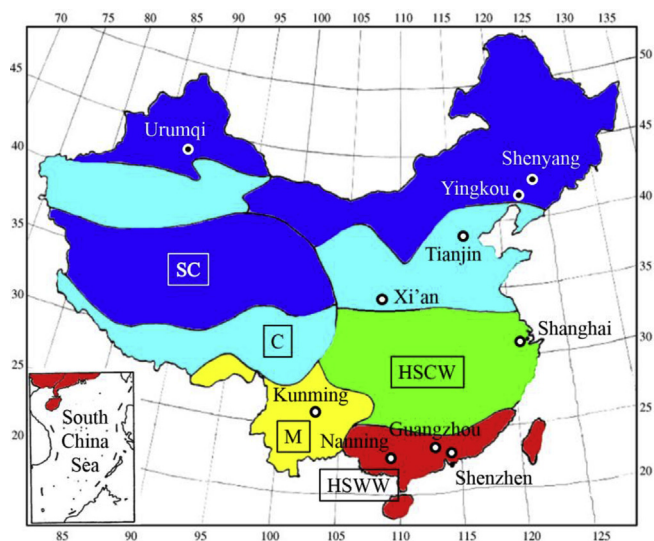 70 75 80 85 90 95 100 105 110 115 120 125 130 135
45
40
35
30
25
20
50
45
40
35
30
25
20
Urumqi
Shenyang
Yingkou
Tianjin
SC
Xi'an
Shanghai
C
HSCW
Kunming
M
Guangzhou
Nanning
Shenzhen
HSWW
South
China
Sea
85 90 95 100 105 110 115 120 125